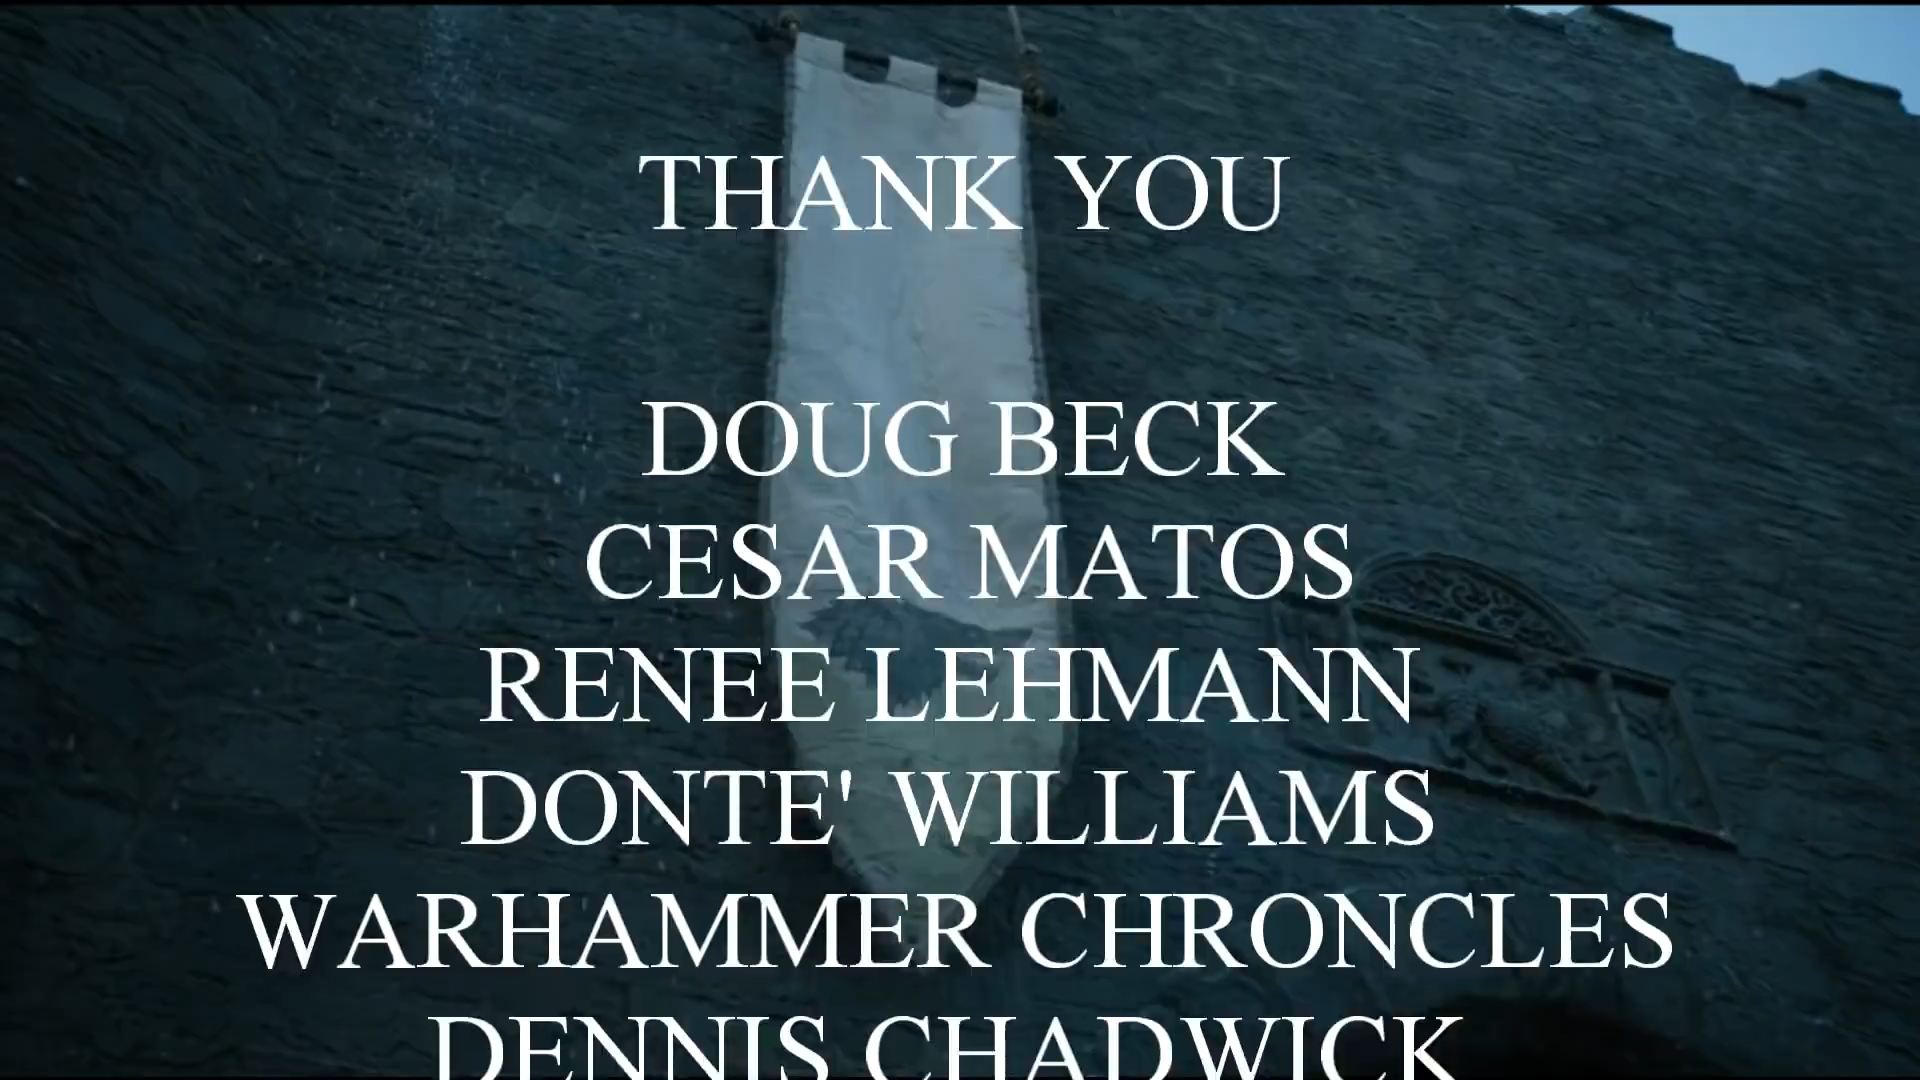 THANK YOU
DOUG BECK
CESAR MATOS
RENEE LEHMANN
DONTE' WILLIAMS
WARHAMMER CHRONCLES
DENNIS CHADWICK